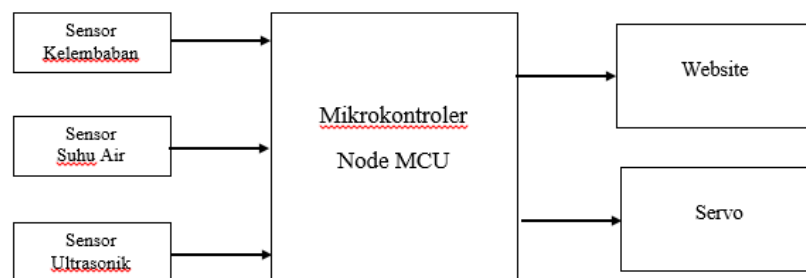 Sensor
Kelembaban
Sensor
Suhu Air
Sensor
Ultrasonik
Mikrokontroler
Node MCU
Website
Servo